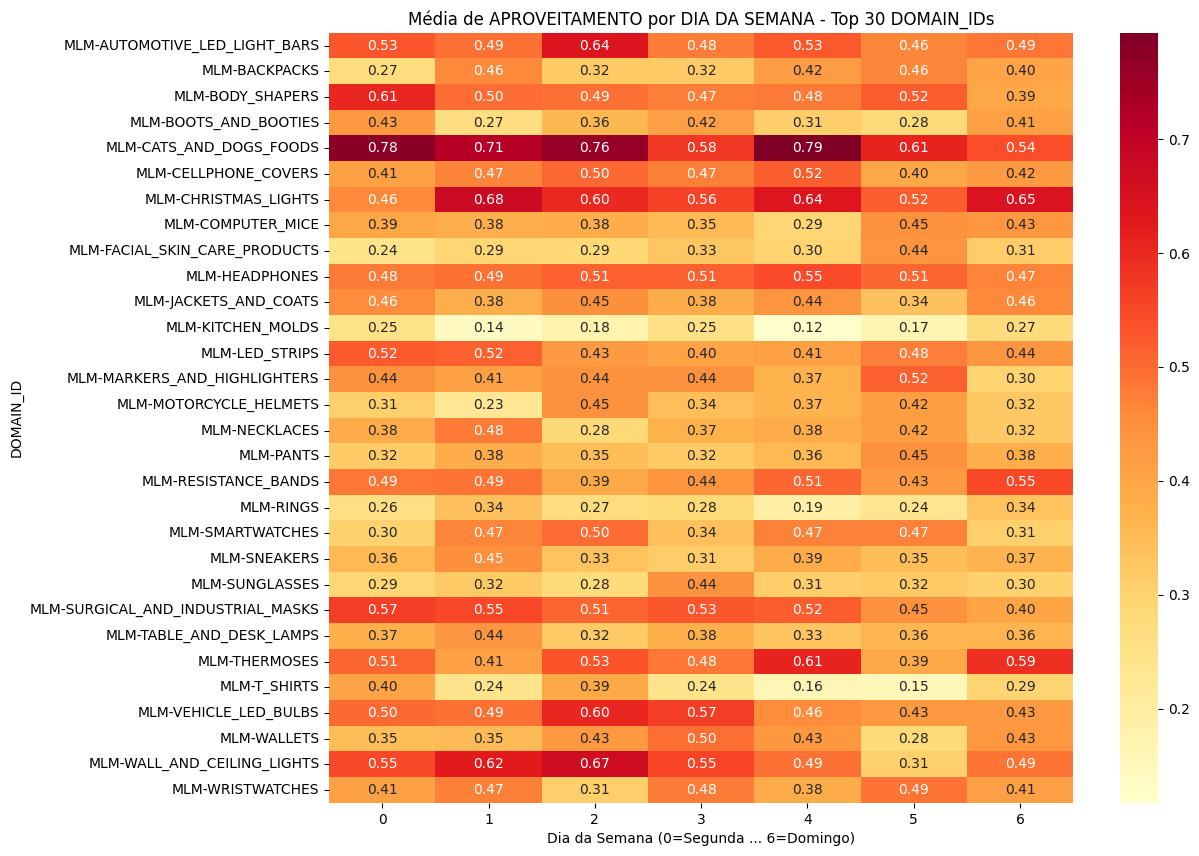 Média de APROVEITAMENTO por DIA DA SEMANA - Top 30 DOMAIN_IDs
DOMAIN_ID
MLM-AUTOMOTIVE_LED_LIGHT_BARS 0.53 0.49 0.64 0.48 0.53 0.46 0.49
MLM-BACKPACKS 0.27 0.46 0.32 0.32 0.42 0.46 0.40
MLM-BODY_SHAPERS 0.61 0.50 0.49 0.47 0.48 0.52 0.39
MLM-BOOTS_AND_BOOTIES 0.43 0.27 0.36 0.42 0.31 0.28 0.41
MLM-CATS_AND_DOGS_FOODS 0.78 0.71 0.76 0.58 0.79 0.61 0.54
MLM-CELLPHONE_COVERS 0.41 0.47 0.50 0.47 0.52 0.40 0.42
MLM-CHRISTMAS_LIGHTS 0.46 0.68 0.60 0.56 0.64 0.52 0.65
MLM-COMPUTER_MICE 0.39 0.38 0.38 0.35 0.29 0.45 0.43
MLM-FACIAL_SKIN_CARE_PRODUCTS 0.24 0.29 0.29 0.33 0.30 0.44 0.31
MLM-HEADPHONES 0.48 0.49 0.51 0.51 0.55 0.51 0.47
MLM-JACKETS_AND_COATS 0.46 0.38 0.45 0.38 0.44 0.34 0.46
MLM-KITCHEN_MOLDS 0.25 0.14 0.18 0.25 0.12 0.17 0.27
MLM-LED_STRIPS 0.52 0.52 0.43 0.40 0.41 0.48 0.44
MLM-MARKERS_AND_HIGHLIGHTERS 0.44 0.41 0.44 0.44 0.37 0.52 0.30
MLM-MOTORCYCLE_HELMETS 0.31 0.23 0.45 0.34 0.37 0.42 0.32
MLM-NECKLACES 0.38 0.48 0.28 0.37 0.38 0.42 0.32
MLM-PANTS 0.32 0.38 0.35 0.32 0.36 0.45 0.38
MLM-RESISTANCE_BANDS 0.49 0.49 0.39 0.44 0.51 0.43 0.55
MLM-RINGS 0.26 0.34 0.27 0.28 0.19 0.24 0.34
MLM-SMARTWATCHES 0.30 0.47 0.50 0.34 0.47 0.47 0.31
MLM-SNEAKERS 0.36 0.45 0.33 0.31 0.39 0.35 0.37
MLM-SUNGLASSES 0.29 0.32 0.28 0.44 0.31 0.32 0.30
MLM-SURGICAL_AND_INDUSTRIAL_MASKS 0.57 0.55 0.51 0.53 0.52 0.45 0.40
MLM-TABLE_AND_DESK_LAMPS 0.37 0.44 0.32 0.38 0.33 0.36 0.36
MLM-THERMOSES 0.51 0.41 0.53 0.48 0.61 0.39 0.59
MLM-T_SHIRTS 0.40 0.24 0.39 0.24 0.16 0.15 0.29
MLM-VEHICLE_LED_BULBS 0.50 0.49 0.60 0.57 0.46 0.43 0.43
MLM-WALLETS 0.35 0.35 0.43 0.50 0.43 0.28 0.43
MLM-WALL_AND_CEILING_LIGHTS 0.55 0.62 0.67 0.55 0.49 0.31 0.49
MLM-WRISTWATCHES 0.41 0.47 0.31 0.48 0.38 0.49 0.41
0 1 2 3 4 5 6
Dia da Semana (0=Segunda ... 6=Domingo)
0.7
0.6
0.5
0.4
0.3
0.2